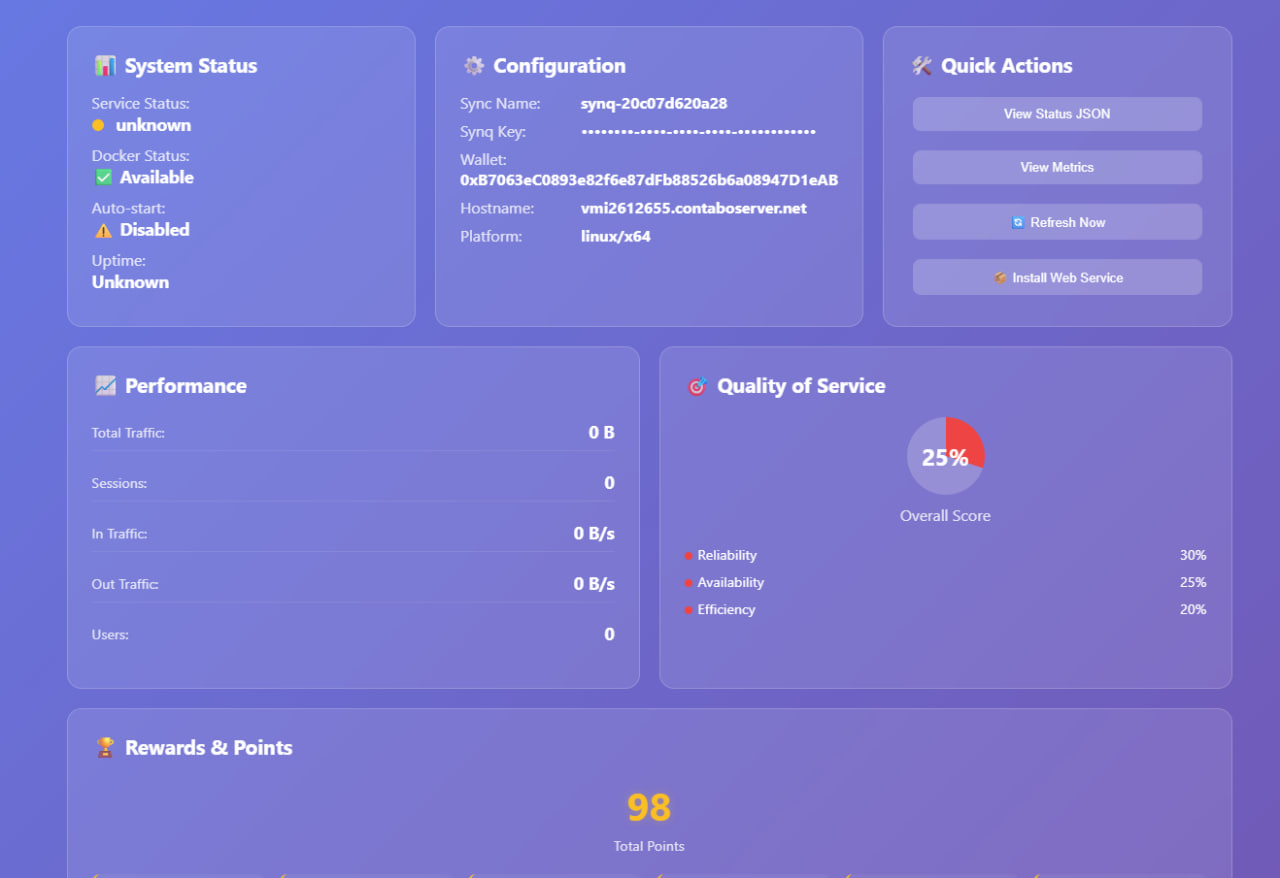 System Status
Service Status:
unknown
Docker Status:
Available
Auto-start:
Disabled
Uptime:
Unknown
Configuration
Sync Name: synq-20c07d620a28
Synq Key: ••••••••-••••-••••-••••-••••••••••••
Wallet:
0xB7063eC0893e82f6e87dFb88526b6a08947D1eAB
Hostname: vmi2612655.contaboserver.net
Platform: linux/x64
Quick Actions
View Status JSON
View Metrics
Refresh Now
Install Web Service
Performance
Total Traffic: 0 B
Sessions: 0
In Traffic: 0 B/s
Out Traffic: 0 B/s
Users: 0
Quality of Service
25%
Overall Score
Reliability 30%
Availability 25%
Efficiency 20%
Rewards & Points
98
Total Points